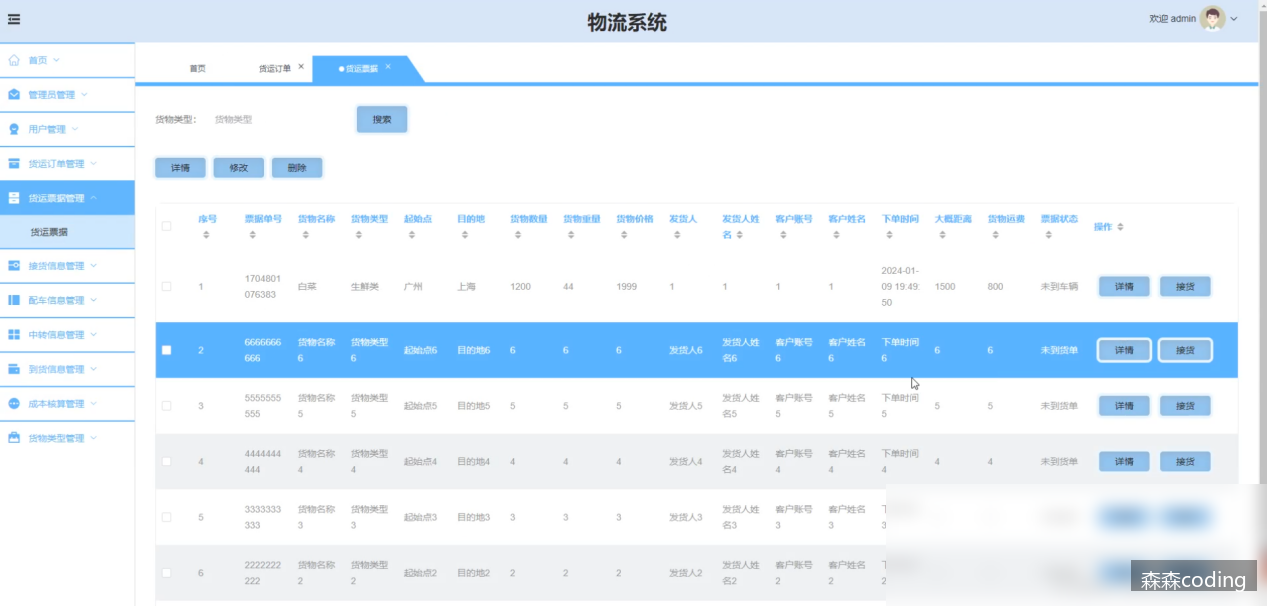 物流系统
欢迎 admin
首页
管理员管理
用户管理
货运订单管理
货运票据管理
货运票据
接货信息管理
配车信息管理
中转信息管理
到货信息管理
成本核算管理
货物类型管理
首页 货运订单 × ●货运票据 ×
货物类型: 货物类型 搜索
详情 修改 删除
序号 票据单号 货物名称 货物类型 起始点 目的地 货物数量 货物重量 货物价格 发货人 发货人姓名 客户账号 客户姓名 下单时间 大概距离 货物运费 票据状态 操作
1 1704801076383 白菜 生鲜类 广州 上海 1200 44 1999 1 1 1 1 2024-01-09 19:49:50 1500 800 未到车辆 详情 接货
2 6666666666 货物名称6 货物类型6 起始点6 目的地6 6 6 6 发货人6 发货人姓名6 客户账号6 客户姓名6 下单时间6 6 6 未到货单 详情 接货
3 5555555555 货物名称5 货物类型5 起始点5 目的地5 5 5 5 发货人5 发货人姓名5 客户账号5 客户姓名5 下单时间5 5 5 未到货单 详情 接货
4 4444444444 货物名称4 货物类型4 起始点4 目的地4 4 4 4 发货人4 发货人姓名4 客户账号4 客户姓名4 下单时间4 4 4 未到货单 详情 接货
5 3333333333 货物名称3 货物类型3 起始点3 目的地3 3 3 3 发货人3 发货人姓名3 客户账号3 客户姓名3
6 2222222222 货物名称2 货物类型2 起始点2 目的地2 2 2 2 发货人2 发货人姓名2 客户账号2 客户姓名2
森森coding